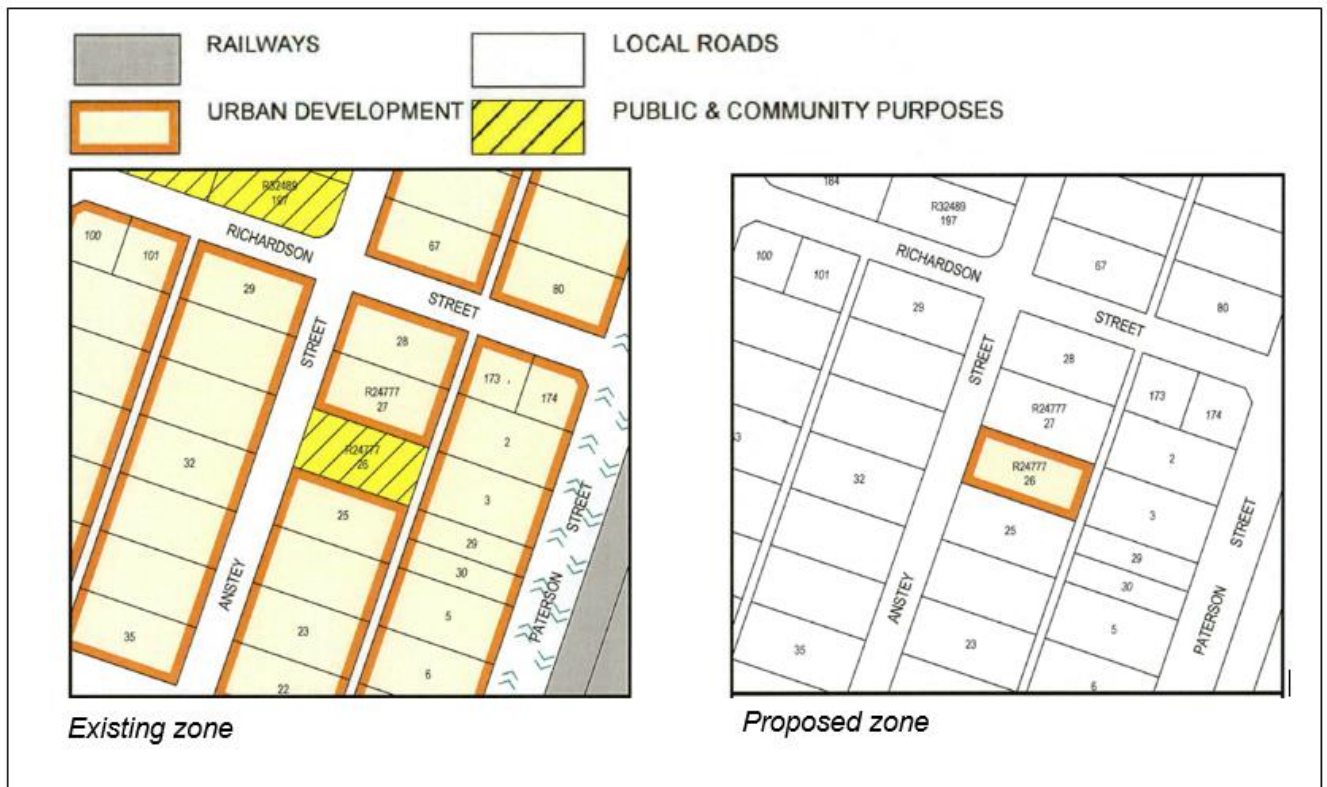 RAILWAYS
LOCAL ROADS
URBAN DEVELOPMENT
PUBLIC & COMMUNITY PURPOSES
R32489
197
RICHARDSON
100
101
29
67
80
STREET
STREET
28
R24777
27
173
174
R24777
26
2
32
3
25
29
STREET
30
ANSTEY
PATERSON
5
23
35
6
22
Existing zone
184
R32489
197
RICHARDSON
100
101
29
67
80
STREET
STREET
28
R24777
27
173
174
R24777
26
2
32
3
25
STREET
29
30
ANSTEY
5
PATERSON
23
35
6
Proposed zone